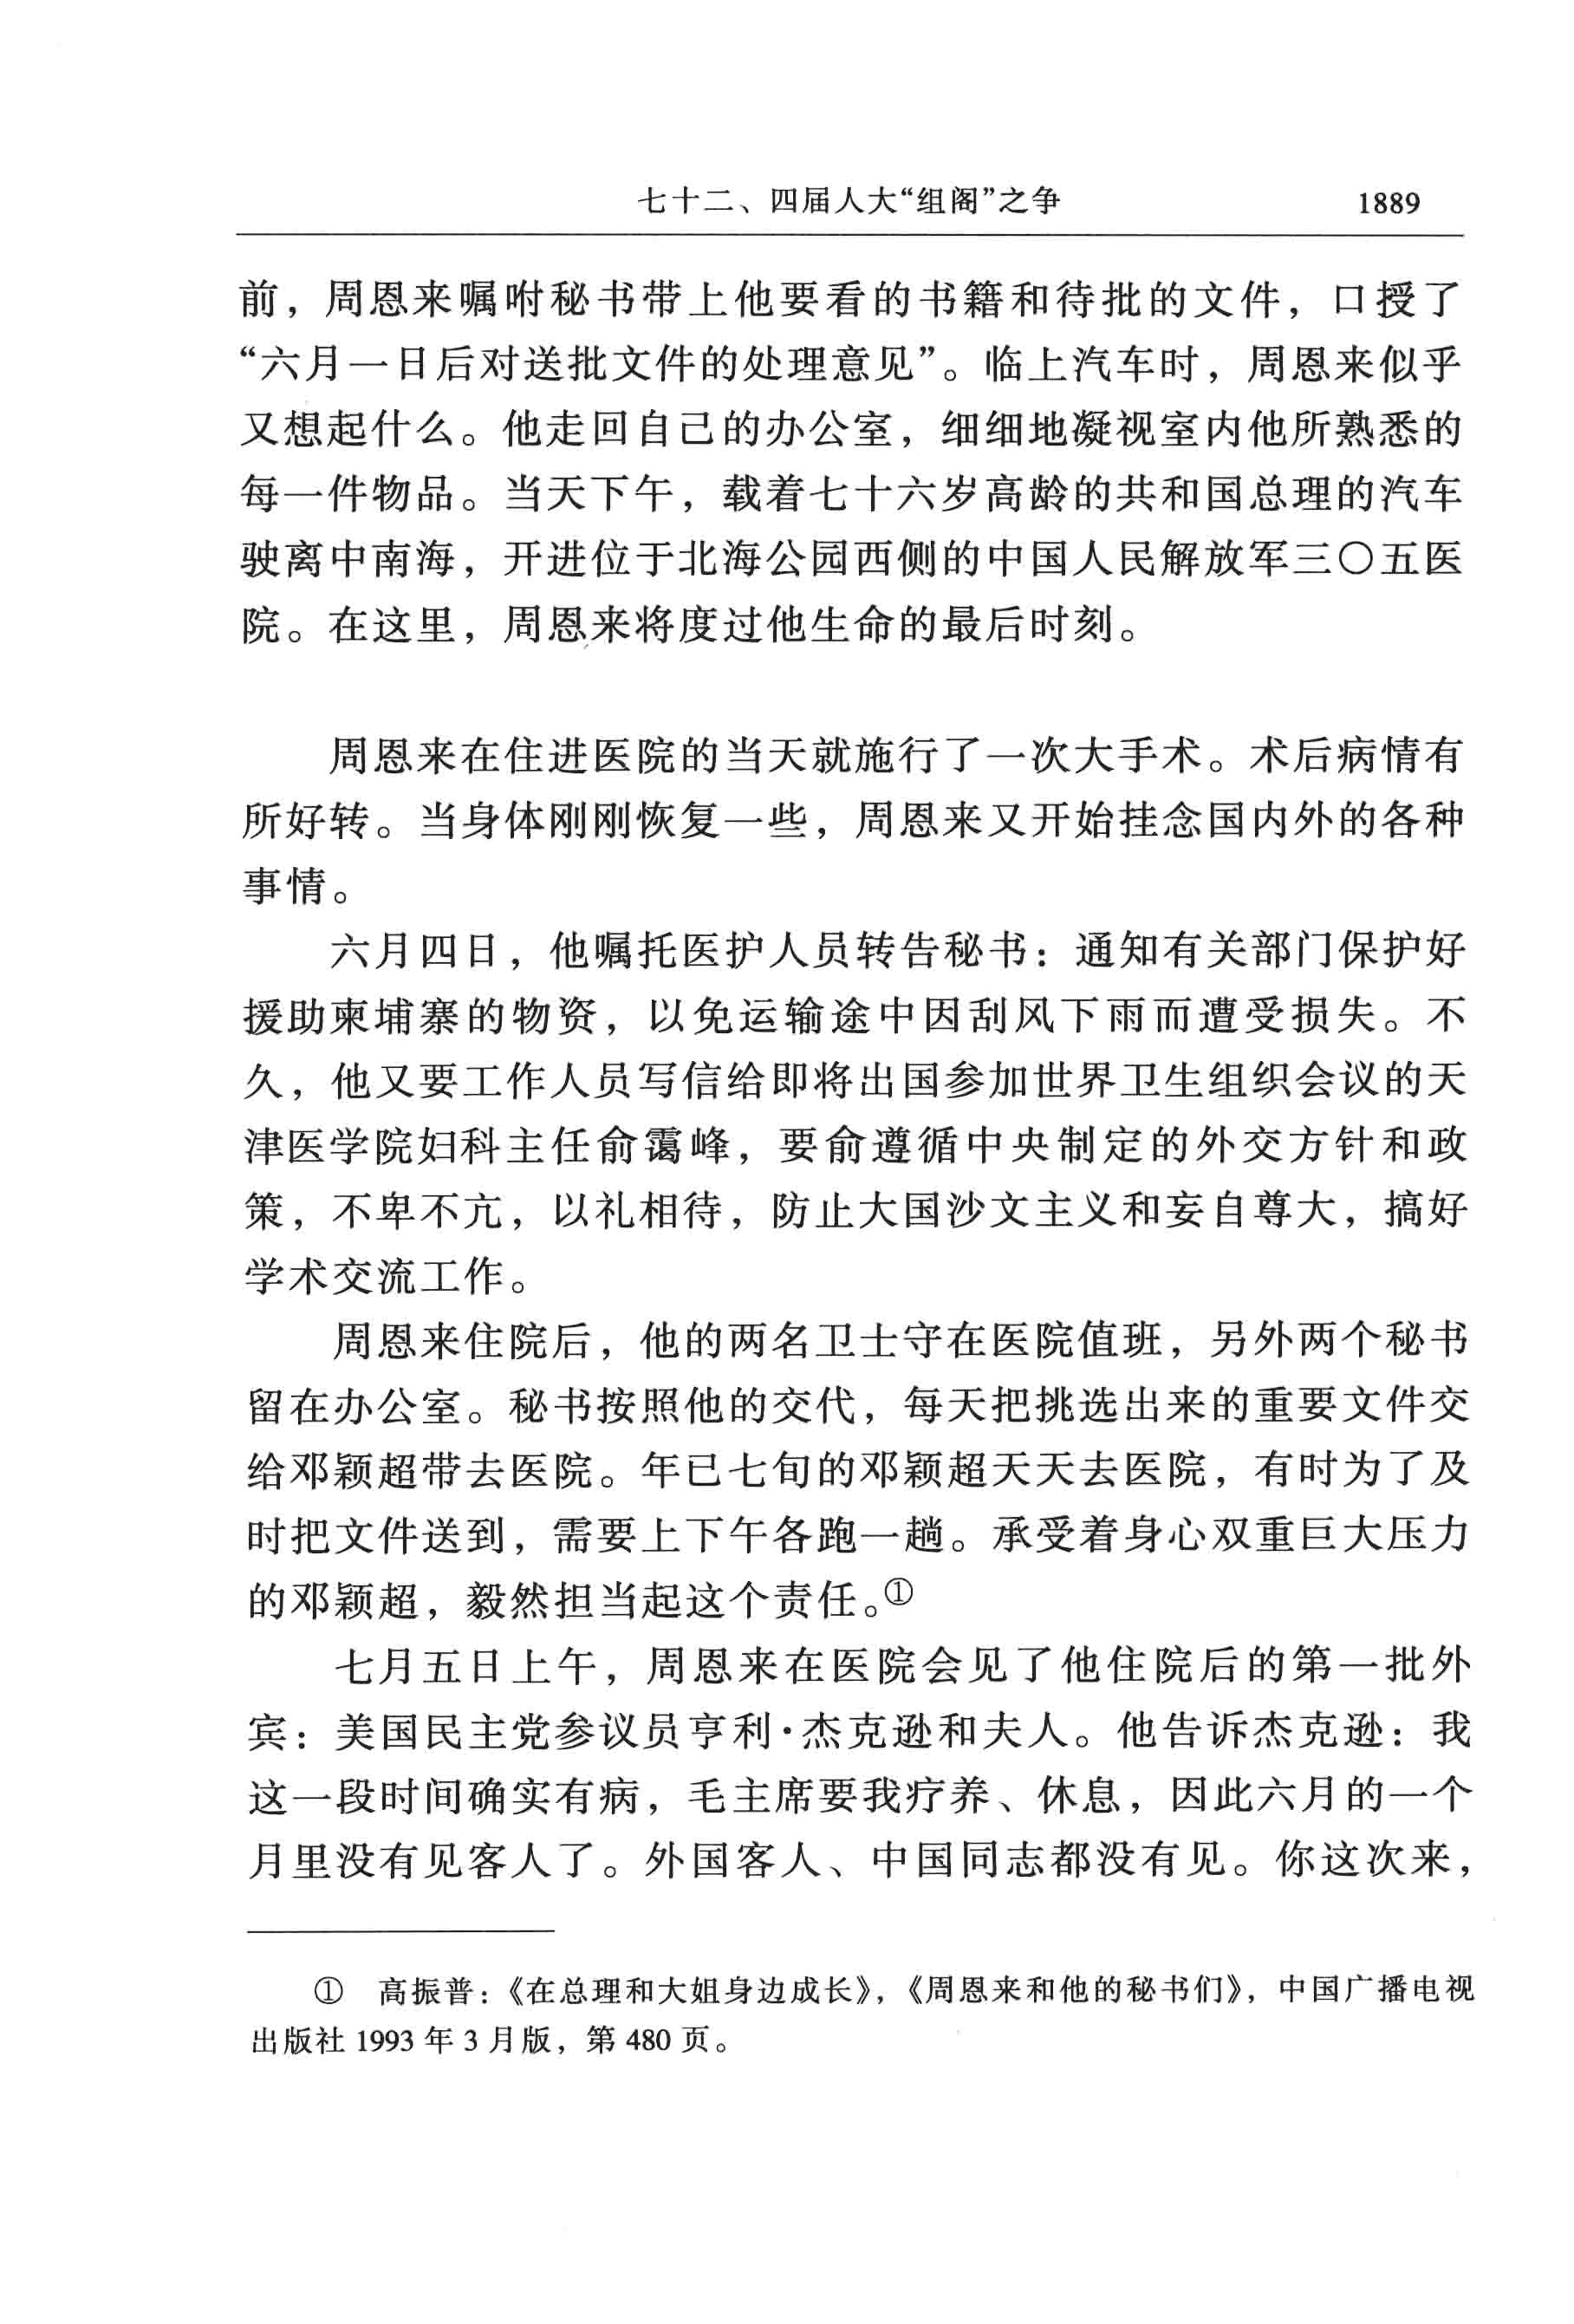 七十二、四届人大“组阁”之争 1889
前，周恩来嘱咐秘书带上他要看的书籍和待批的文件，口授了
“六月一日后对送批文件的处理意见”。临上汽车时，周恩来似乎
又想起什么。他走回自己的办公室，细细地凝视室内他所熟悉的
每一件物品。当天下午，载着七十六岁高龄的共和国总理的汽车
驶离中南海，开进位于北海公园西侧的中国人民解放军三〇五医
院。在这里，周恩来将度过他生命的最后时刻。
周恩来在住进医院的当天就施行了一次大手术。术后病情有
所好转。当身体刚刚恢复一些，周恩来又开始挂念国内外的各种
事情。
六月四日，他嘱托医护人员转告秘书：通知有关部门保护好
援助柬埔寨的物资，以免运输途中因刮风下雨而遭受损失。不
久，他又要工作人员写信给即将出国参加世界卫生组织会议的天
津医学院妇科主任俞霭峰，要俞遵循中央制定的外交方针和政
策，不卑不亢，以礼相待，防止大国沙文主义和妄自尊大，搞好
学术交流工作。
周恩来住院后，他的两名卫士守在医院值班，另外两个秘书
留在办公室。秘书按照他的交代，每天把挑选出来的重要文件交
给邓颖超带去医院。年已七旬的邓颖超天天去医院，有时为了及
时把文件送到，需要上下午各跑一趟。承受着身心双重巨大压力
的邓颖超，毅然担当起这个责任。①
七月五日上午，周恩来在医院会见了他住院后的第一批外
宾：美国民主党参议员亨利·杰克逊和夫人。他告诉杰克逊：我
这一段时间确实有病，毛主席要我疗养、休息，因此六月的一个
月里没有见客人了。外国客人、中国同志都没有见。你这次来，
① 高振普：《在总理和大姐身边成长》，《周恩来和他的秘书们》，中国广播电视
出版社 1993 年 3 月版，第 480 页。